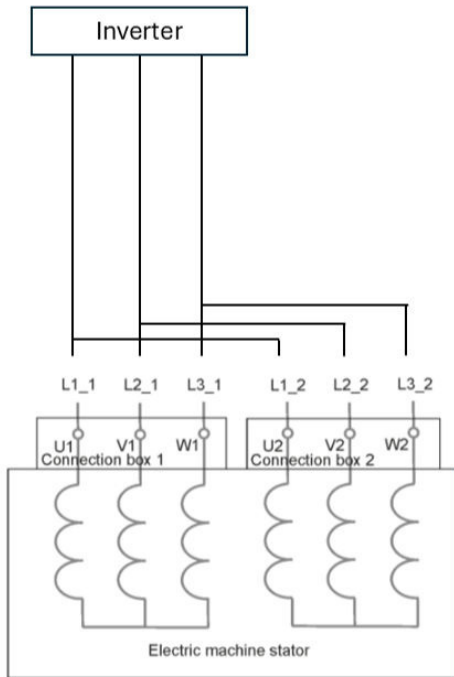 Inverter
L1_1 L2_1 L3_1 L1_2 L2_2 L3_2
U1 V1 W1 U2 V2 W2
Connection box 1 Connection box 2
Electric machine stator